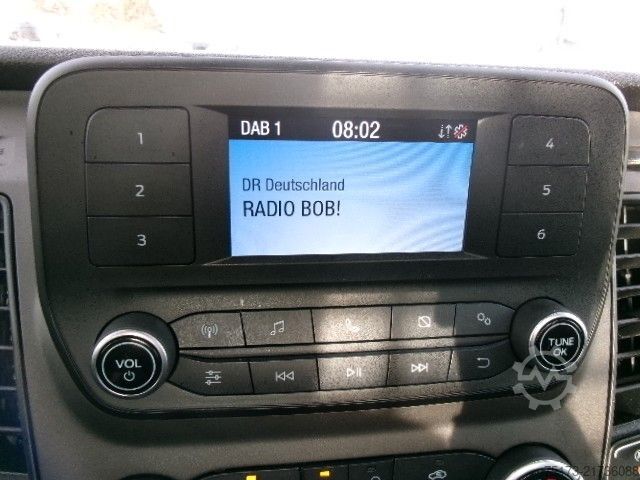 DAB 1 08:02
DR Deutschland
RADIO BOB!
1
2
3
4
5
6
VOL
TUNE
OK